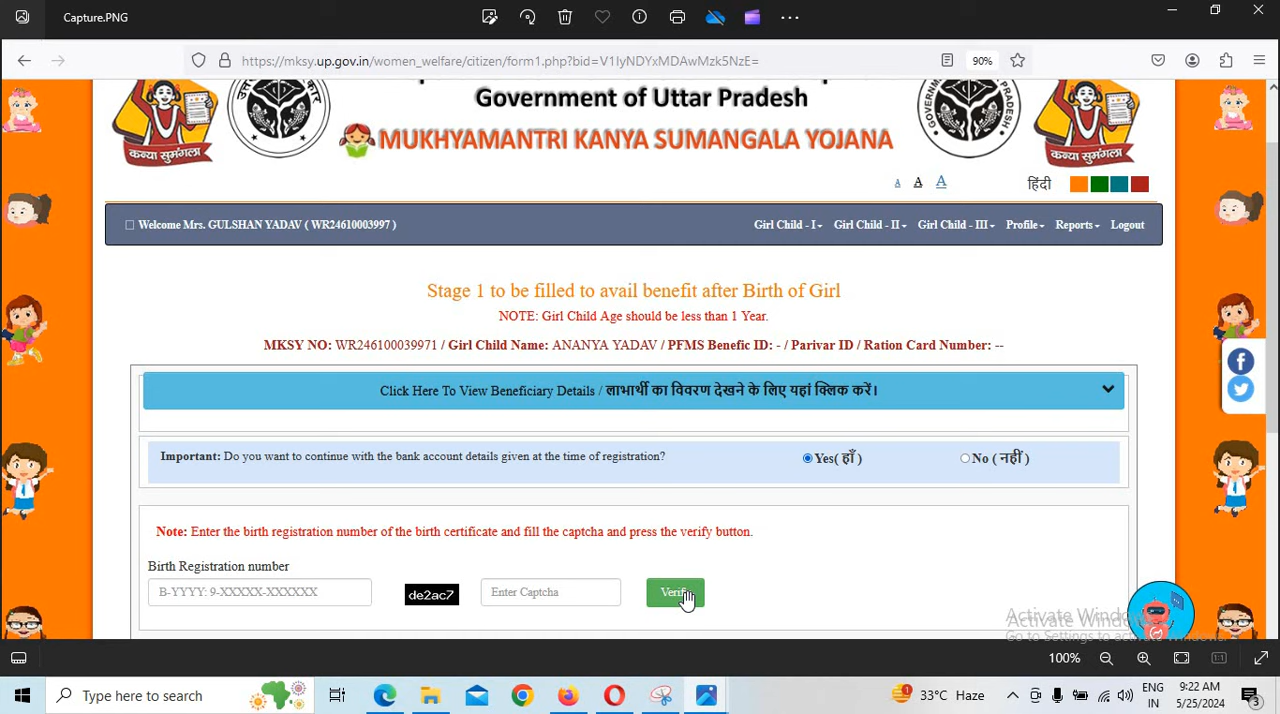 Capture.PNG
https://mksy.up.gov.in/women_welfare/citizen/form1.php?bid=V1IyNDYxMDAwMzk5NzE=
90%
Government of Uttar Pradesh
MUKHYAMANTRI KANYA SUMANGALA YOJANA
कन्या सुमंगला
कन्या सुमंगला
A A A हिंदी
Welcome Mrs. GULSHAN YADAV ( WR24610003997 )
Girl Child - I Girl Child - II Girl Child - III Profile Reports Logout
Stage 1 to be filled to avail benefit after Birth of Girl
NOTE: Girl Child Age should be less than 1 Year.
MKSY NO: WR246100039971 / Girl Child Name: ANANYA YADAV / PFMS Benefic ID: - / Parivar ID / Ration Card Number: --
Click Here To View Beneficiary Details / लाभार्थी का विवरण देखने के लिए यहां क्लिक करें।
Important: Do you want to continue with the bank account details given at the time of registration? Yes( हाँ ) No ( नहीं )
Note: Enter the birth registration number of the birth certificate and fill the captcha and press the verify button.
Birth Registration number
B-YYYY: 9-XXXXX-XXXXXX de2ac7 Enter Captcha
Activate Windows
Go to Settings to activate Windows.
100% 1:1
Type here to search
33°C Haze
ENG
IN
9:22 AM
5/25/2024
3